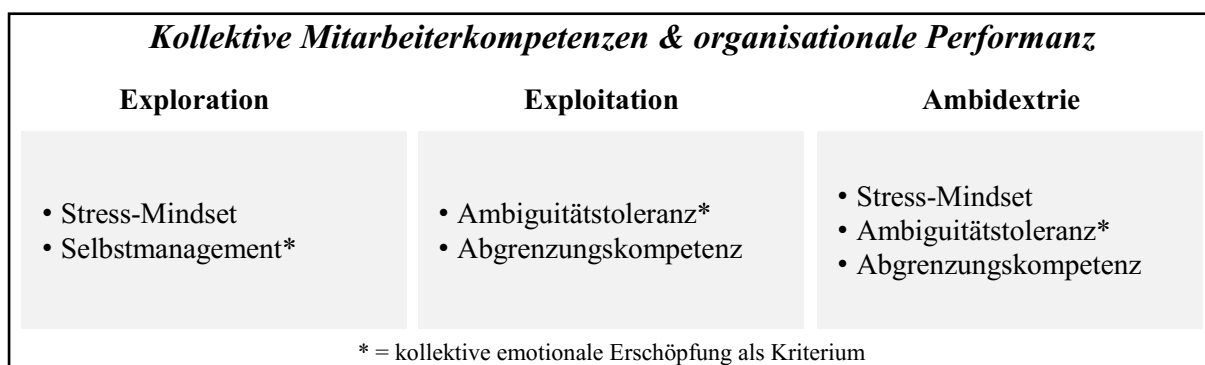 Kollektive Mitarbeiterkompetenzen & organisationale Performanz
Exploration
• Stress-Mindset
• Selbstmanagement*
Exploitation
• Ambiguitätstoleranz*
• Abgrenzungskompetenz
Ambidextrie
• Stress-Mindset
• Ambiguitätstoleranz*
• Abgrenzungskompetenz
* = kollektive emotionale Erschöpfung als Kriterium